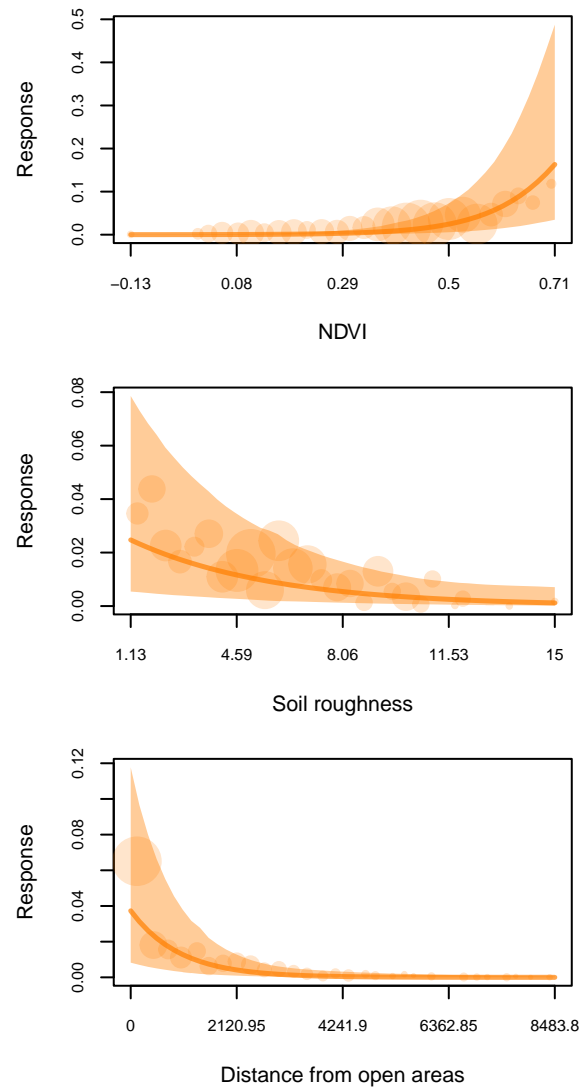 Response
0.5
0.4
0.3
0.2
0.1
0.0
−0.13 0.08 0.29 0.5 0.71
NDVI
Response
0.08
0.06
0.04
0.02
0.00
1.13 4.59 8.06 11.53 15
Soil roughness
Response
0.12
0.08
0.04
0.00
0 2120.95 4241.9 6362.85 8483.8
Distance from open areas